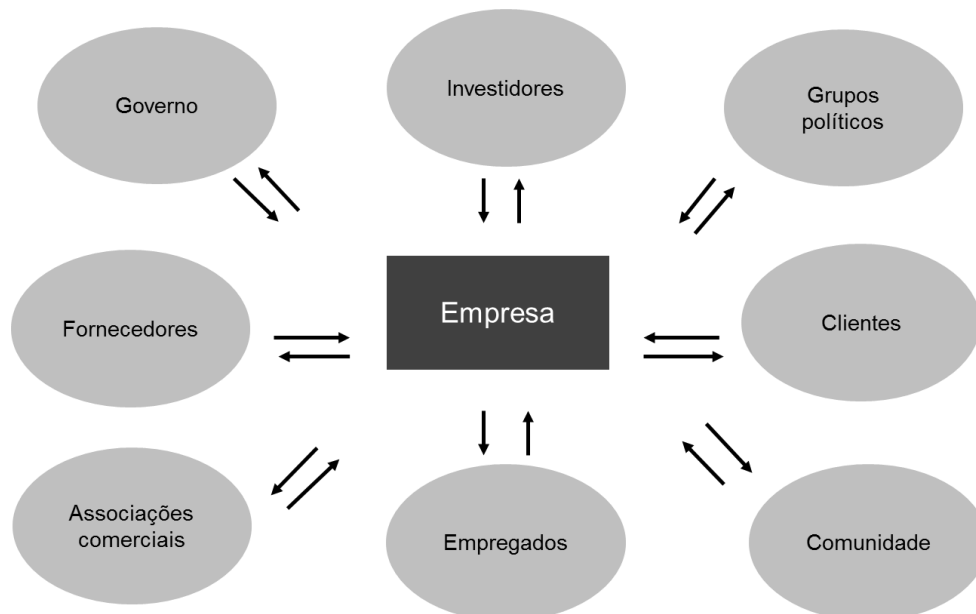 Governo
Investidores
Grupos
políticos
Fornecedores
Empresa
Clientes
Associações
comerciais
Empregados
Comunidade